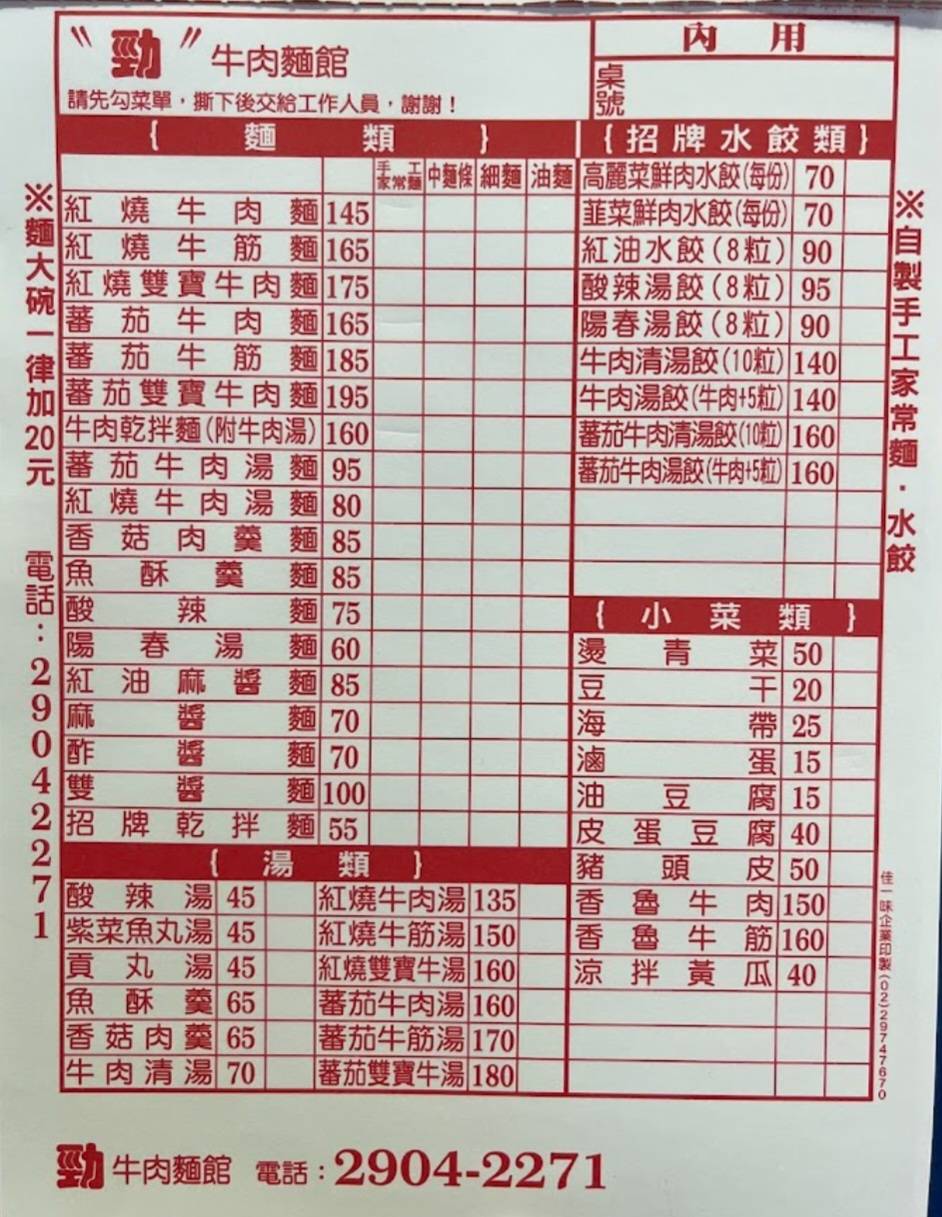 〝勁〞牛肉麵館
請先勾菜單，撕下後交給工作人員，謝謝！
內用
桌號
{ 麵類 }
手工家常麵 中麵條 細麵 油麵
紅燒牛肉麵 145
紅燒牛筋麵 165
紅燒雙寶牛肉麵 175
蕃茄牛肉麵 165
蕃茄牛筋麵 185
蕃茄雙寶牛肉麵 195
牛肉乾拌麵(附牛肉湯) 160
蕃茄牛肉湯麵 95
紅燒牛肉湯麵 80
香菇肉羹麵 85
魚酥羹麵 85
酸辣麵 75
陽春湯麵 60
紅油麻醬麵 85
麻醬麵 70
酢醬麵 70
雙醬麵 100
招牌乾拌麵 55
{ 湯類 }
酸辣湯 45
紫菜魚丸湯 45
貢丸湯 45
魚酥羹 65
香菇肉羹 65
牛肉清湯 70
紅燒牛肉湯 135
紅燒牛筋湯 150
紅燒雙寶牛湯 160
蕃茄牛肉湯 160
蕃茄牛筋湯 170
蕃茄雙寶牛湯 180
{ 招牌水餃類 }
高麗菜鮮肉水餃(每份) 70
韮菜鮮肉水餃(每份) 70
紅油水餃(8粒) 90
酸辣湯餃(8粒) 95
陽春湯餃(8粒) 90
牛肉清湯餃(10粒) 140
牛肉湯餃(牛肉+5粒) 140
蕃茄牛肉清湯餃(10粒) 160
蕃茄牛肉湯餃(牛肉+5粒) 160
{ 小菜類 }
燙青菜 50
豆干 20
海帶 25
滷蛋 15
油豆腐 15
皮蛋豆腐 40
豬頭皮 50
香魯牛肉 150
香魯牛筋 160
涼拌黃瓜 40
※麵大碗一律加20元 電話：29042271
※自製手工家常麵．水餃
佳一味企業印製(02)29747670
勁牛肉麵館 電話：2904-2271